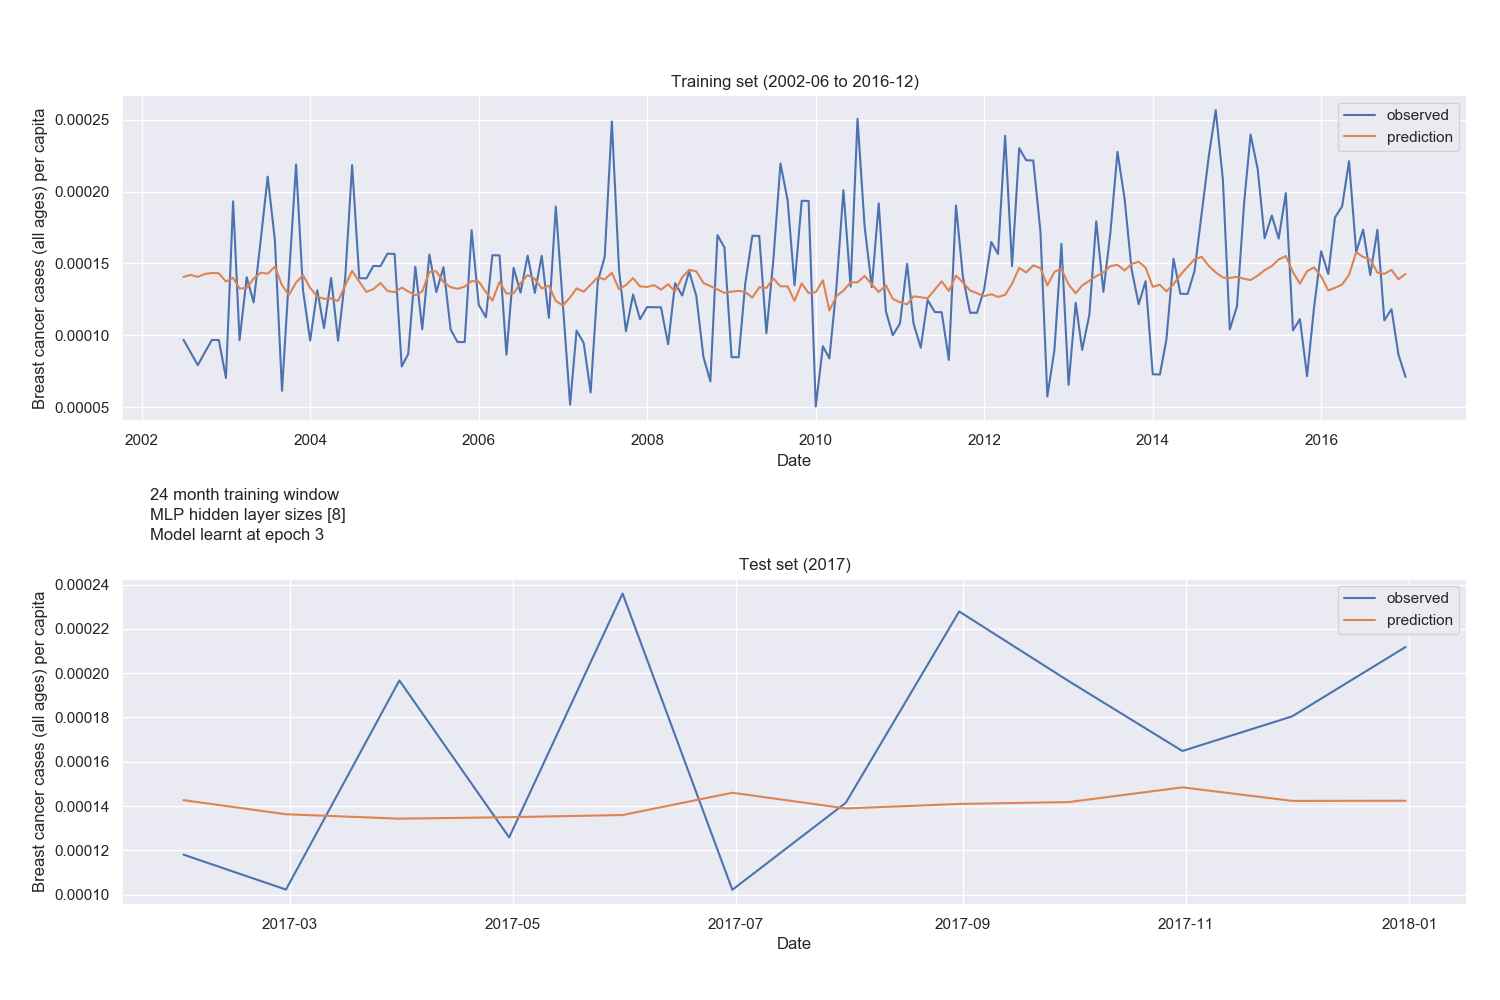 Training set (2002-06 to 2016-12)
Breast cancer cases (all ages) per capita
0.00025
0.00020
0.00015
0.00010
0.00005
observed
prediction
2002 2004 2006 2008 2010 2012 2014 2016
Date
24 month training window
MLP hidden layer sizes [8]
Model learnt at epoch 3
Test set (2017)
Breast cancer cases (all ages) per capita
0.00024
0.00022
0.00020
0.00018
0.00016
0.00014
0.00012
0.00010
observed
prediction
2017-03 2017-05 2017-07 2017-09 2017-11 2018-01
Date